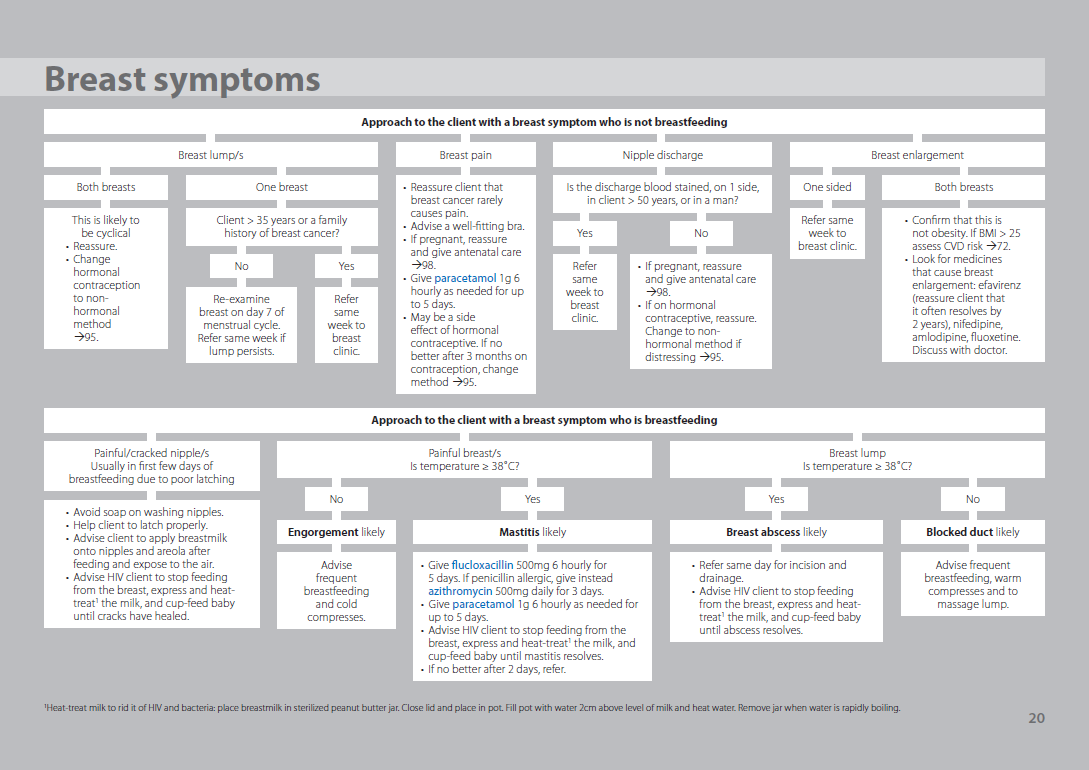 Breast symptoms
Approach to the client with a breast symptom who is not breastfeeding
Breast lump/s
Both breasts
This is likely to
be cyclical
• Reassure.
• Change
hormonal
contraception
to non-
hormonal
method
→95.
One breast
Client > 35 years or a family
history of breast cancer?
No
Re-examine
breast on day 7 of
menstrual cycle.
Refer same week if
lump persists.
Yes
Refer
same
week to
breast
clinic.
Breast pain
• Reassure client that
breast cancer rarely
causes pain.
• Advise a well-fitting bra.
• If pregnant, reassure
and give antenatal care
→98.
• Give paracetamol 1g 6
hourly as needed for up
to 5 days.
• May be a side
effect of hormonal
contraceptive. If no
better after 3 months on
contraception, change
method →95.
Nipple discharge
Is the discharge blood stained, on 1 side,
in client > 50 years, or in a man?
Yes
Refer
same
week to
breast
clinic.
No
• If pregnant, reassure
and give antenatal care
→98.
• If on hormonal
contraceptive, reassure.
Change to non-
hormonal method if
distressing →95.
Breast enlargement
One sided
Refer same
week to
breast clinic.
Both breasts
• Confirm that this is
not obesity. If BMI > 25
assess CVD risk →72.
• Look for medicines
that cause breast
enlargement: efavirenz
(reassure client that
it often resolves by
2 years), nifedipine,
amlodipine, fluoxetine.
Discuss with doctor.
Approach to the client with a breast symptom who is breastfeeding
Painful/cracked nipple/s
Usually in first few days of
breastfeeding due to poor latching
• Avoid soap on washing nipples.
• Help client to latch properly.
• Advise client to apply breastmilk
onto nipples and areola after
feeding and expose to the air.
• Advise HIV client to stop feeding
from the breast, express and heat-
treat¹ the milk, and cup-feed baby
until cracks have healed.
Painful breast/s
Is temperature ≥ 38˚C?
No
Engorgement likely
Advise
frequent
breastfeeding
and cold
compresses.
Yes
Mastitis likely
• Give flucloxacillin 500mg 6 hourly for
5 days. If penicillin allergic, give instead
azithromycin 500mg daily for 3 days.
• Give paracetamol 1g 6 hourly as needed for
up to 5 days.
• Advise HIV client to stop feeding from the
breast, express and heat-treat¹ the milk, and
cup-feed baby until mastitis resolves.
• If no better after 2 days, refer.
Breast lump
Is temperature ≥ 38˚C?
Yes
Breast abscess likely
• Refer same day for incision and
drainage.
• Advise HIV client to stop feeding
from the breast, express and heat-
treat¹ the milk, and cup-feed baby
until abscess resolves.
No
Blocked duct likely
Advise frequent
breastfeeding, warm
compresses and to
massage lump.
¹Heat-treat milk to rid it of HIV and bacteria: place breastmilk in sterilized peanut butter jar. Close lid and place in pot. Fill pot with water 2cm above level of milk and heat water. Remove jar when water is rapidly boiling.
20